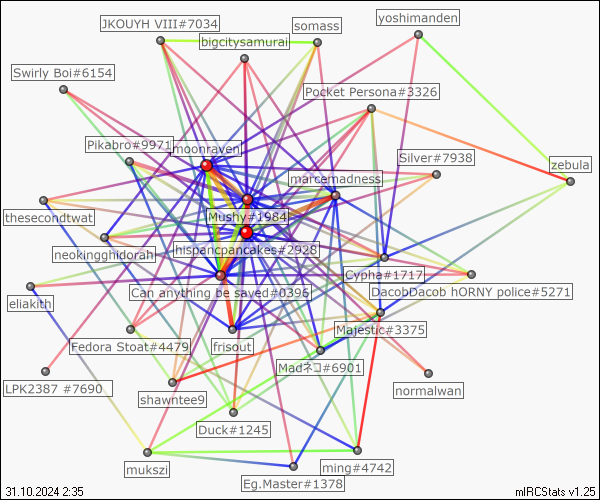 JKOUYH VIII#7034
somass
yoshimanden
bigcitysamurai
Swirly Boi#6154
Pocket Persona#3326
Pikabro#9971
moonraven
Silver#7938
zebula
marcemadness
thesecondtwat
Mushy#1984
neokingghidorah
hispancpancakes#2928
Cypha#1717
DacobDacob hORNY police#5271
eliakith
Can anything be saved#0396
Majestic#3375
Fedora Stoat#4479
frisout
Madネコ#6901
LPK2387 #7690
normalwan
shawntee9
Duck#1245
mukszi
ming#4742
Eg.Master#1378
31.10.2024 2:35
mIRCStats v1.25